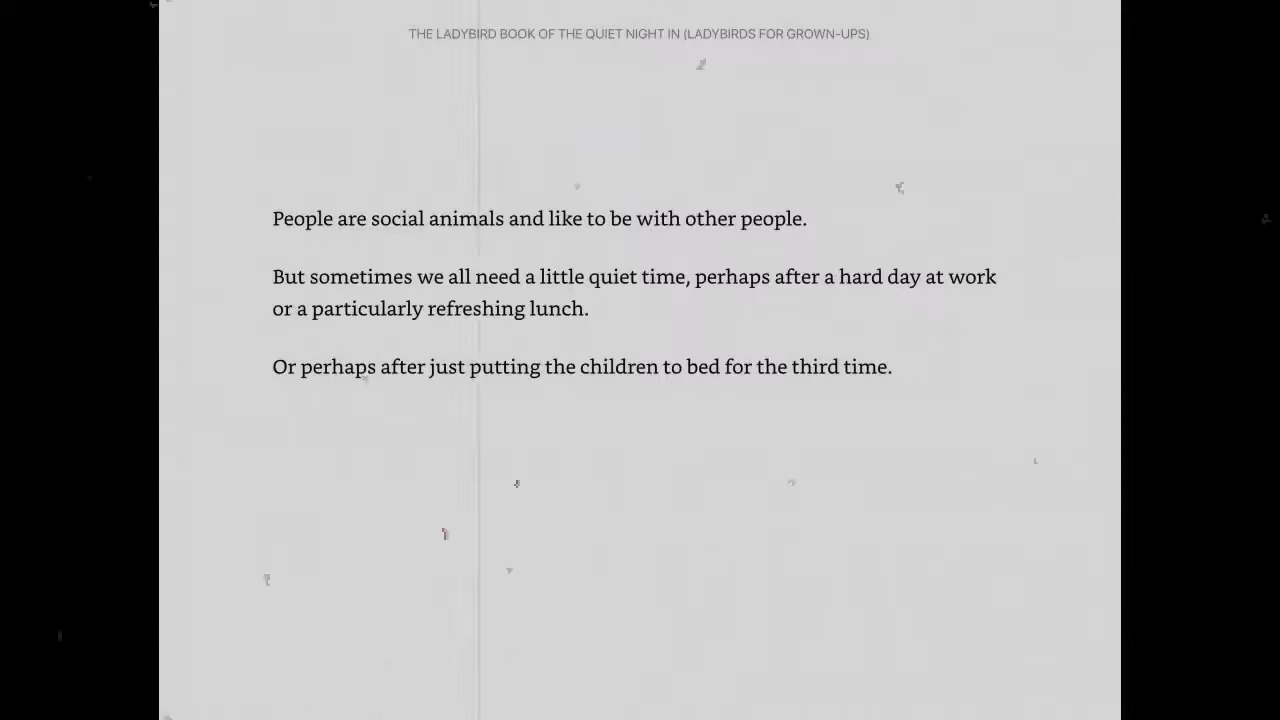 THE LADYBIRD BOOK OF THE QUIET NIGHT IN (LADYBIRDS FOR GROWN-UPS)
People are social animals and like to be with other people.
But sometimes we all need a little quiet time, perhaps after a hard day at work
or a particularly refreshing lunch.
Or perhaps after just putting the children to bed for the third time.